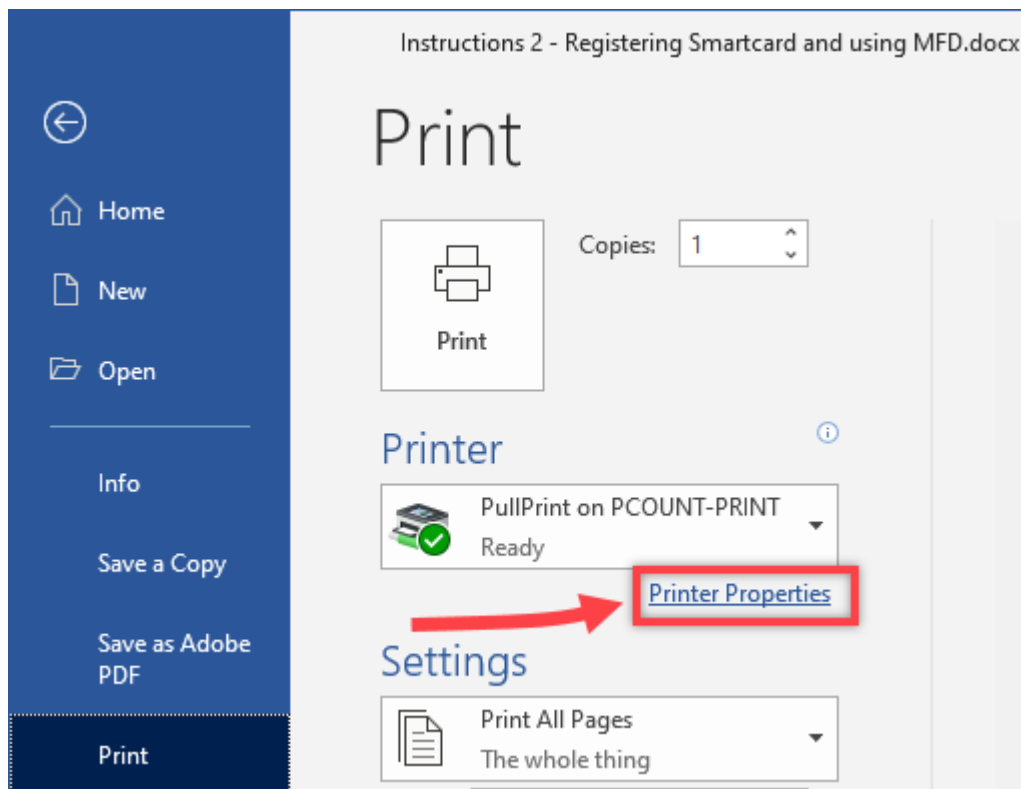 Instructions 2 - Registering Smartcard and using MFD.docx
Print
Home
New
Open
Info
Save a Copy
Save as Adobe
PDF
Print
Copies: 1
Print
Printer
PullPrint on PCOUNT-PRINT
Ready
Printer Properties
Settings
Print All Pages
The whole thing